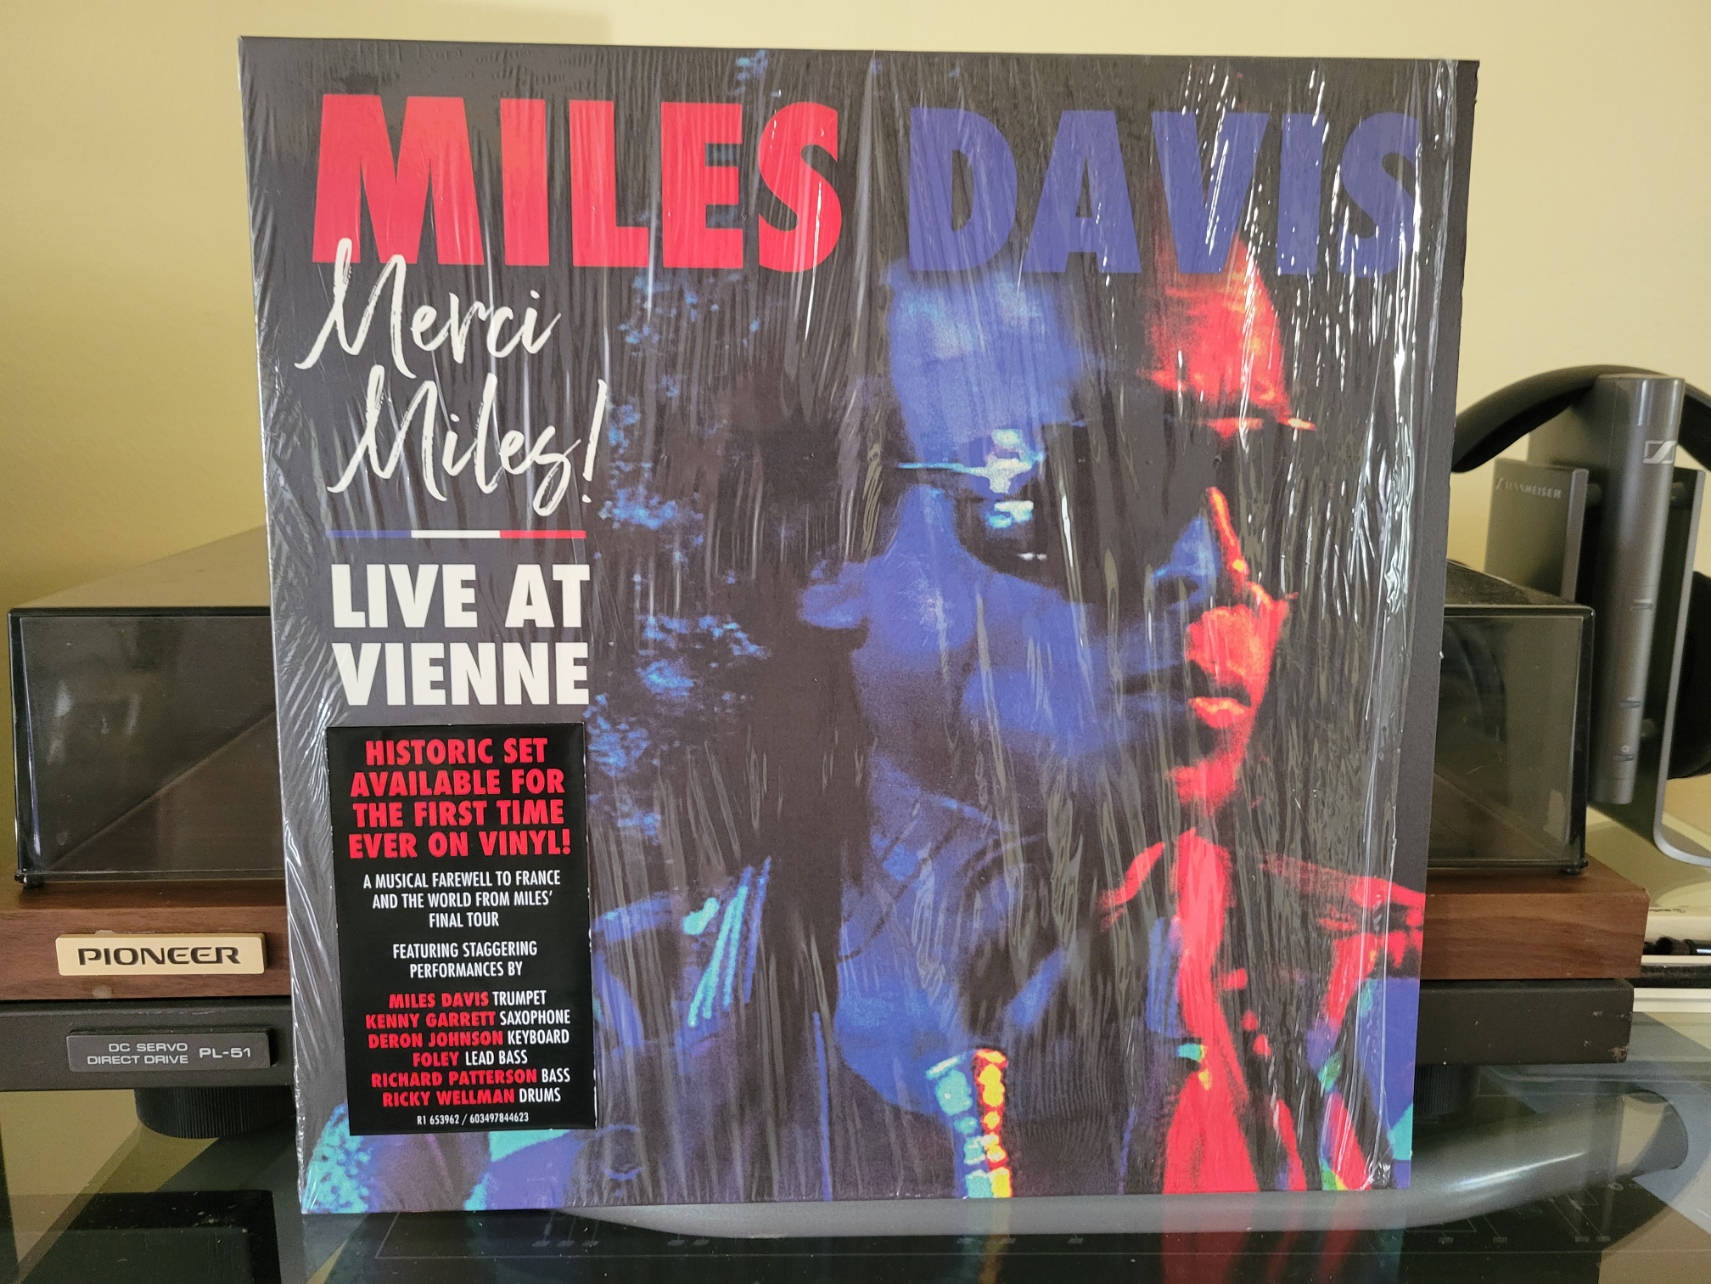 MILES DAVIS
Merci
Miles!
LIVE AT
VIENNE
HISTORIC SET
AVAILABLE FOR
THE FIRST TIME
EVER ON VINYL!
A MUSICAL FAREWELL TO FRANCE
AND THE WORLD FROM MILES'
FINAL TOUR
FEATURING STAGGERING
PERFORMANCES BY
MILES DAVIS TRUMPET
KENNY GARRETT SAXOPHONE
DERON JOHNSON KEYBOARD
FOLEY LEAD BASS
RICHARD PATTERSON BASS
RICKY WELLMAN DRUMS
R1 653962 / 603497844623
PIONEER
DC SERVO
DIRECT DRIVE PL-51
SENNHEISER